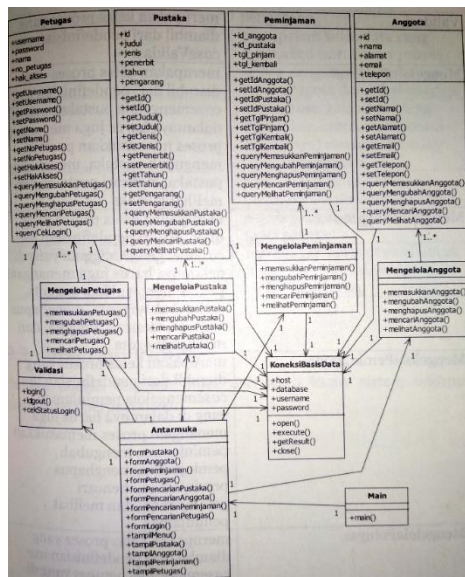 Petugas
+username
+password
+nama
+no_petugas
+hak_akses
+getUsername()
+setUsername()
+getPassword()
+setPassword()
+getNama()
+setNama()
+getNoPetugas()
+setNoPetugas()
+getHakAkses()
+setHakAkses()
+queryMemasukkanPetugas()
+queryMengubahPetugas()
+queryMenghapusPetugas()
+queryMencariPetugas()
+queryMelihatPetugas()
+queryCekLogin()
Pustaka
+id
+judul
+jenis
+penerbit
+tahun
+pengarang
+getId()
+setId()
+getJudul()
+setJudul()
+getJenis()
+setJenis()
+getPenerbit()
+setPenerbit()
+getTahun()
+setTahun()
+getPengarang()
+setPengarang()
+queryMemasukkanPustaka()
+queryMengubahPustaka()
+queryMenghapusPustaka()
+queryMencariPustaka()
+queryMelihatPustaka()
Peminjaman
+id_anggota
+id_pustaka
+tgl_pinjam
+tgl_kembali
+getIdAnggota()
+setIdAnggota()
+getIdPustaka()
+setIdPustaka()
+getTglPinjam()
+setTglPinjam()
+getTglKembali()
+setTglKembali()
+queryMemasukkanPeminjaman()
+queryMengubahPeminjaman()
+queryMenghapusPeminjaman()
+queryMencariPeminjaman()
+queryMelihatPeminjaman()
Anggota
+id
+nama
+alamat
+email
+telepon
+getId()
+setId()
+getNama()
+setNama()
+getAlamat()
+setAlamat()
+getEmail()
+setEmail()
+getTelepon()
+setTelepon()
+queryMemasukkanAnggota()
+queryMengubahAnggota()
+queryMenghapusAnggota()
+queryMencariAnggota()
+queryMelihatAnggota()
1 1..*
1 1..*
1 1..*
1 1..*
MengelolaPetugas
+memasukkanPetugas()
+mengubahPetugas()
+menghapusPetugas()
+mencariPetugas()
+melihatPetugas()
MengelolaPustaka
+memasukkanPustaka()
+mengubahPustaka()
+menghapusPustaka()
+mencariPustaka()
+melihatPustaka()
MengelolaPeminjaman
+memasukkanPeminjaman()
+mengubahPeminjaman()
+menghapusPeminjaman()
+mencariPeminjaman()
+melihatPeminjaman()
MengelolaAnggota
+memasukkanAnggota()
+mengubahAnggota()
+menghapusAnggota()
+mencariAnggota()
+melihatAnggota()
Validasi
+login()
+logout()
+cekStatusLogin()
KoneksiBasisData
+host
+database
+username
+password
+open()
+execute()
+getResult()
+close()
Antarmuka
+formPustaka()
+formAnggota()
+formPeminjaman()
+formPetugas()
+formPencarianPustaka()
+formPencarianAnggota()
+formPencarianPeminjaman()
+formPencarianPetugas()
+formLogin()
+tampilMenu()
+tampilPustaka()
+tampilAnggota()
+tampilPeminjaman()
+tampilPetugas()
Main
+main()